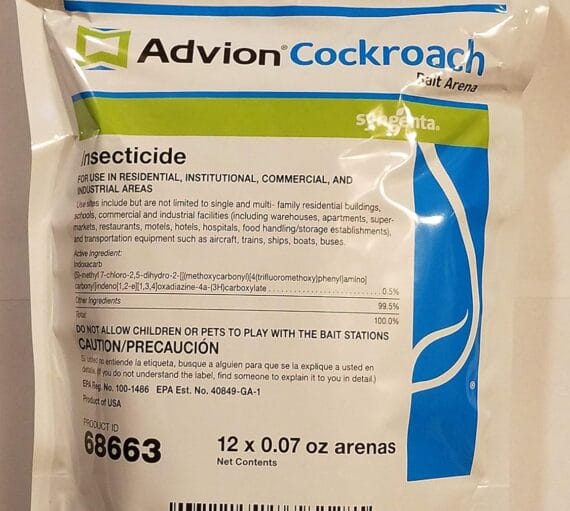 Advion® Cockroach
Bait Arena
syngenta®
Insecticide
FOR USE IN RESIDENTIAL, INSTITUTIONAL, COMMERCIAL, AND
INDUSTRIAL AREAS
Use sites include but are not limited to single and multi- family residential buildings,
schools, commercial and industrial facilities (including warehouses, apartments, super-
markets, restaurants, motels, hotels, hospitals, food handling/storage establishments),
and transportation equipment such as aircraft, trains, ships, boats, buses.
Active Ingredient:
Indoxacarb
(S)-methyl 7-chloro-2,5-dihydro-2-[[(methoxycarbonyl)[4(trifluoromethoxy)phenyl]amino]
carbonyl]indeno[1,2-e][1,3,4]oxadiazine-4a-(3H)carboxylate . . . . . . . . . . . . . . . . . . . . . . . . 0.5%
Other Ingredients 99.5%
Total: 100.0%
DO NOT ALLOW CHILDREN OR PETS TO PLAY WITH THE BAIT STATIONS
CAUTION/PRECAUCIÓN
Si usted no entiende la etiqueta, busque a alguien para que se la explique a usted en
detalle. (If you do not understand the label, find someone to explain it to you in detail.)
EPA Reg. No. 100-1486 EPA Est. No. 40849-GA-1
Product of USA
PRODUCT ID
68663
12 x 0.07 oz arenas
Net Contents